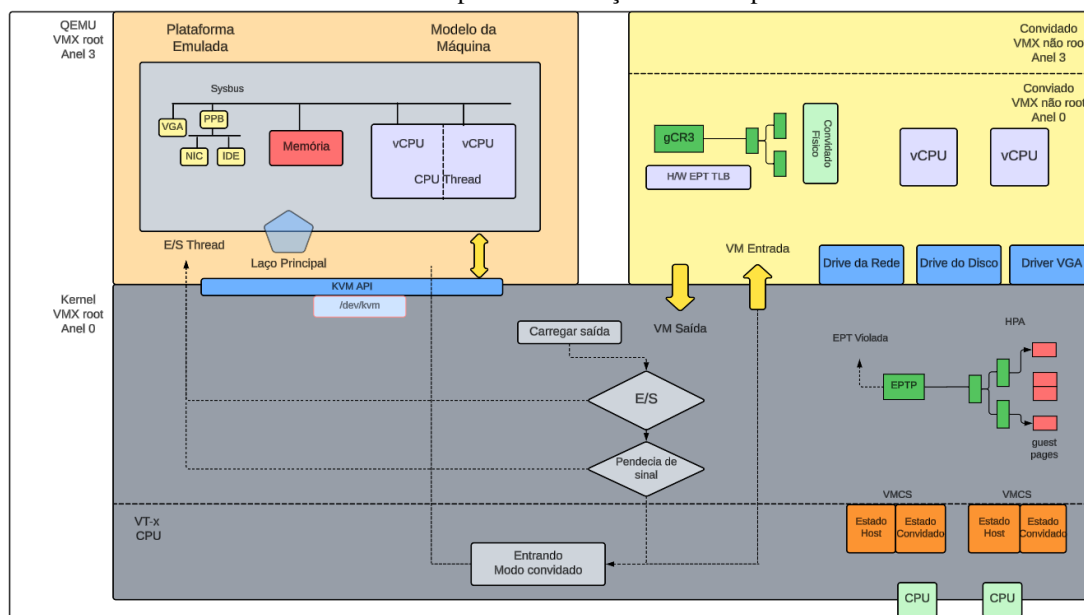 QEMU
VMX root
Anel 3
Plataforma
Emulada
Modelo da
Máquina
Sysbus
VGA
PPB
NIC
IDE
Memória
vCPU
vCPU
CPU Thread
E/S Thread
Laço Principal
Convidado
VMX não root
Anel 3
Conviado
VMX não root
Anel 0
gCR3
H/W EPT TLB
Convidado
Físico
vCPU
vCPU
VM Entrada
Drive da Rede
Drive do Disco
Driver VGA
KVM API
/dev/kvm
Kernel
VMX root
Anel 0
Carregar saída
VM Saída
E/S
Pendecia de
sinal
EPT Violada
HPA
EPTP
guest
pages
VT-x
CPU
Entrando
Modo convidado
VMCS
VMCS
Estado
Host
Estado
Convidado
Estado
Host
Estado
Convidado
CPU
CPU